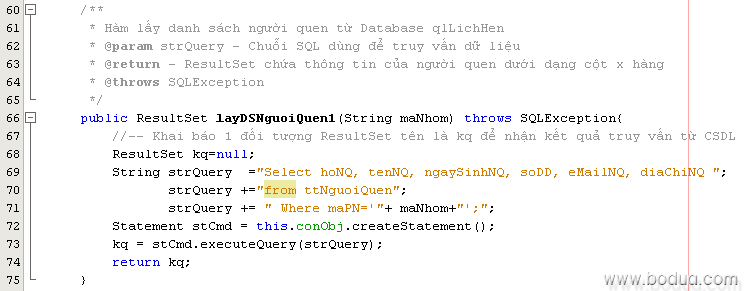 60 /**
61 * Hàm lấy danh sách người quen từ Database qlLichHen
62 * @param strQuery - Chuỗi SQL dùng để truy vấn dữ liệu
63 * @return - ResultSet chứa thông tin của người quen dưới dạng cột x hàng
64 * @throws SQLException
65 */
66 public ResultSet layDSNguoiQuen1(String maNhom) throws SQLException{
67 //-- Khai báo 1 đối tượng ResultSet tên là kq để nhận kết quả truy vấn từ CSDL
68 ResultSet kq=null;
69 String strQuery ="Select hoNQ, tenNQ, ngaySinhNQ, soDD, eMailNQ, diaChiNQ ";
70 strQuery +="from ttNguoiQuen";
71 strQuery += " Where maPN='"+ maNhom+"';";
72 Statement stCmd = this.conObj.createStatement();
73 kq = stCmd.executeQuery(strQuery);
74 return kq;
75 }
www.bodua.com